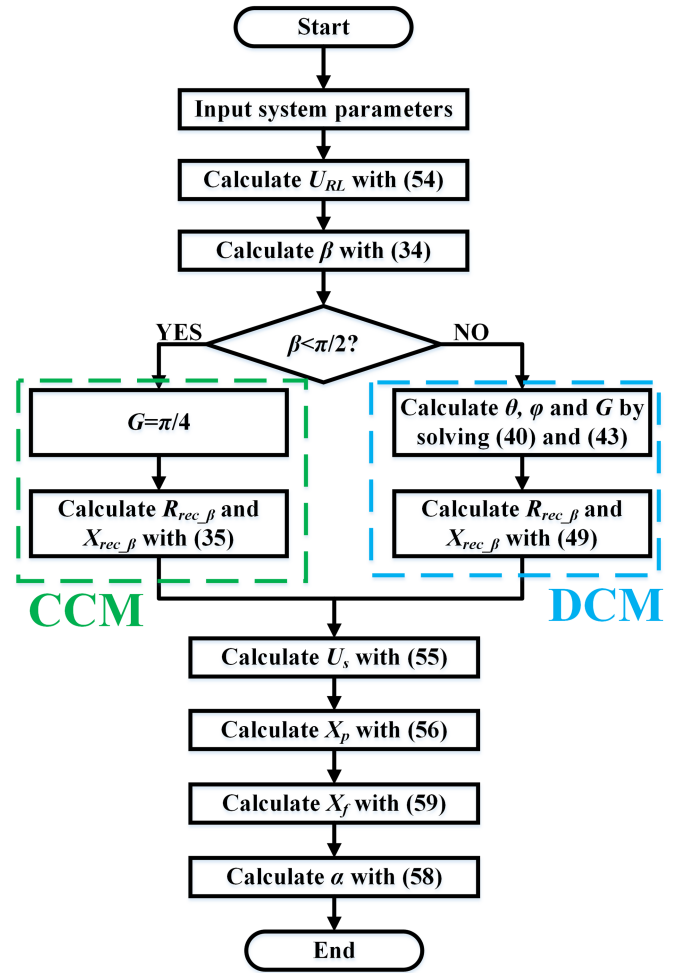 Start
Input system parameters
Calculate U_RL with (54)
Calculate β with (34)
YES
β<π/2?
NO
G=π/4
Calculate R_rec_β and
X_rec_β with (35)
CCM
Calculate θ, φ and G by
solving (40) and (43)
Calculate R_rec_β and
X_rec_β with (49)
DCM
Calculate U_s with (55)
Calculate X_p with (56)
Calculate X_f with (59)
Calculate α with (58)
End